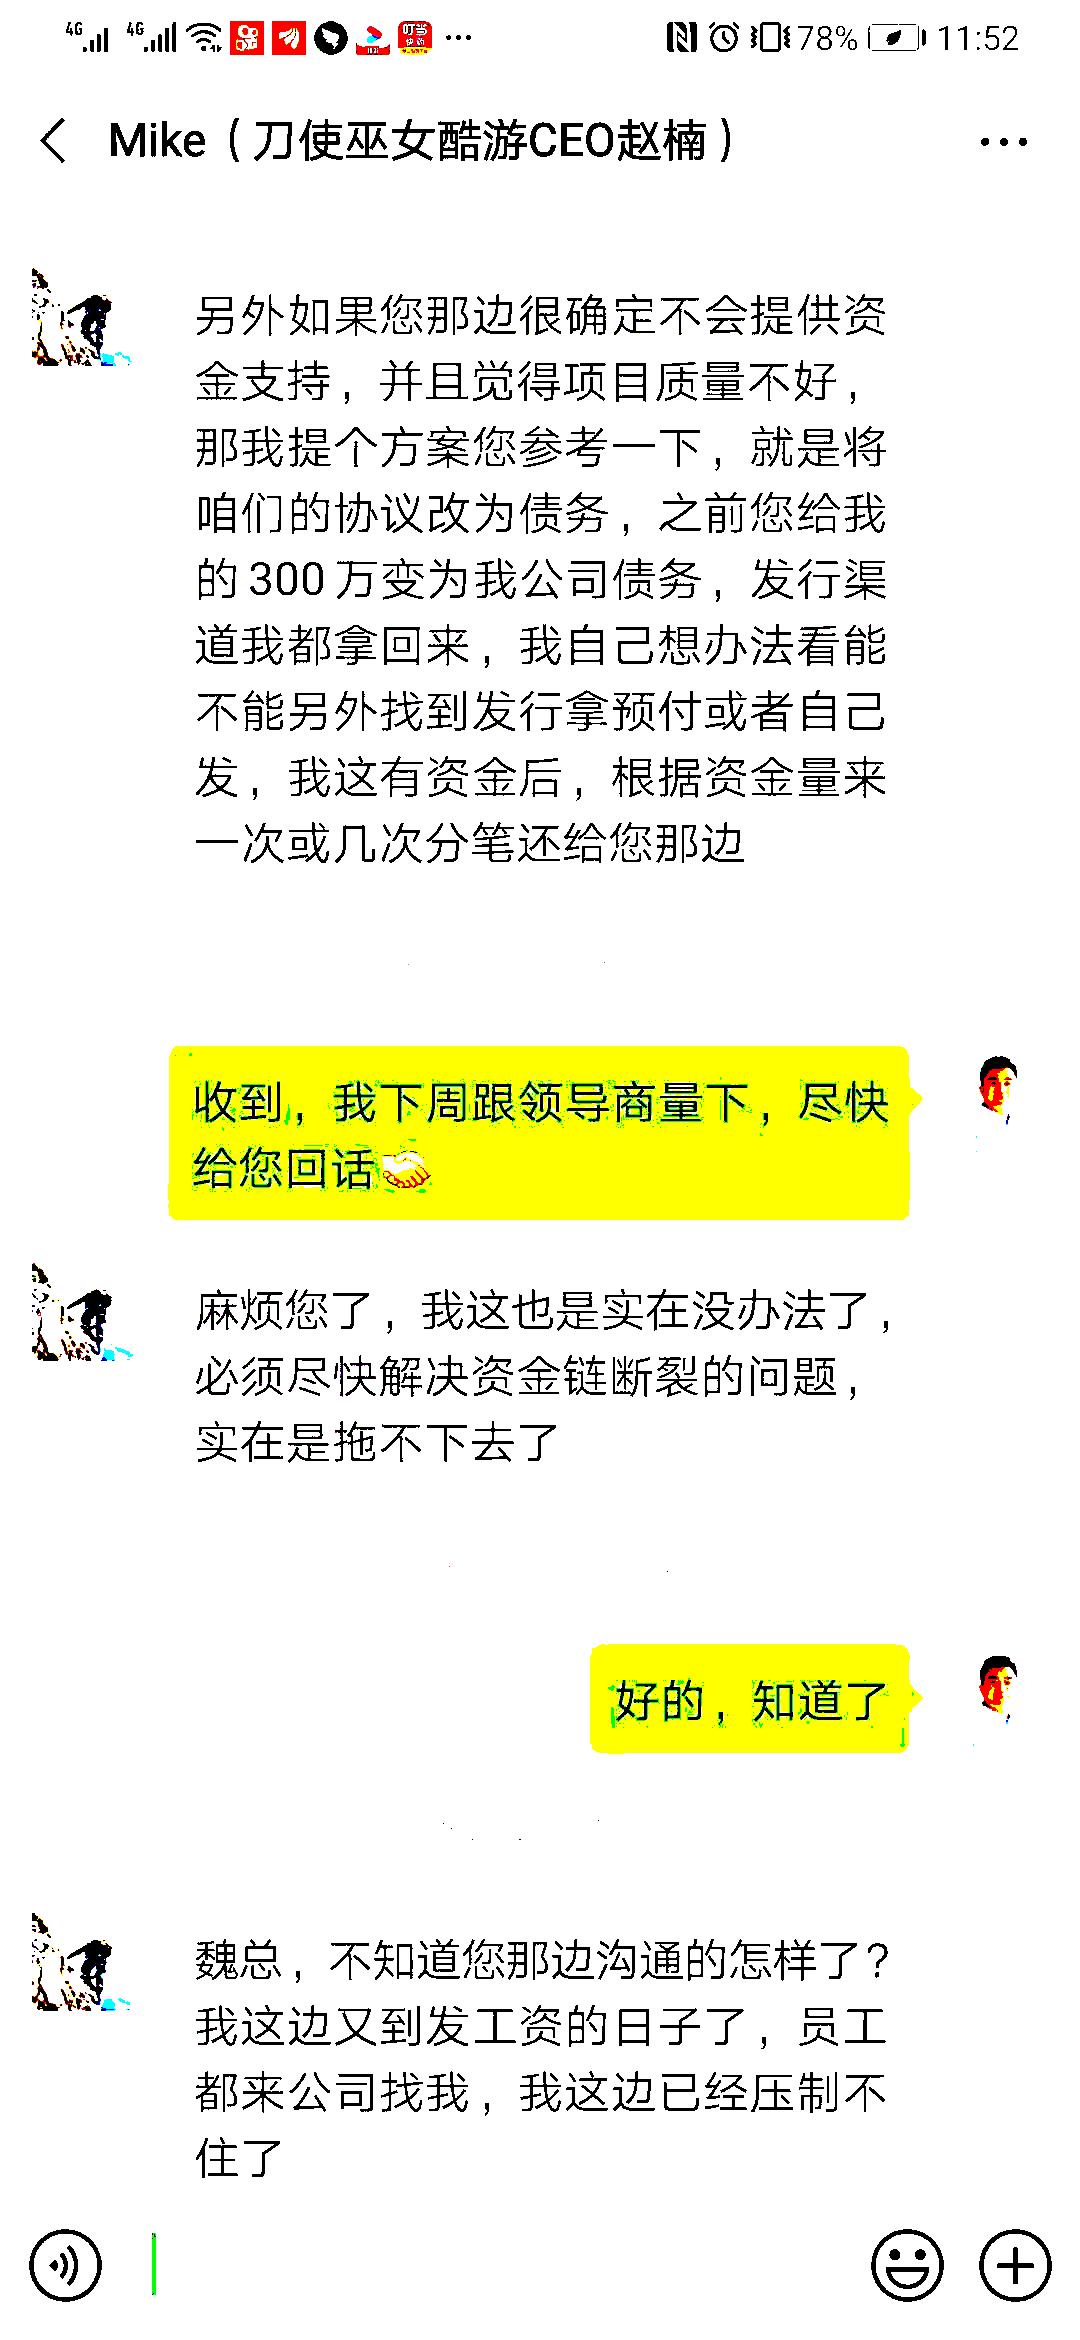 4G 4G 78% 11:52
Mike（刀使巫女酷游CEO赵楠）
另外如果您那边很确定不会提供资
金支持，并且觉得项目质量不好，
那我提个方案您参考一下，就是将
咱们的协议改为债务，之前您给我
的300万变为我公司债务，发行渠
道我都拿回来，我自己想办法看能
不能另外找到发行拿预付或者自己
发，我这有资金后，根据资金量来
一次或几次分笔还给您那边
收到，我下周跟领导商量下，尽快
给您回话🤝
麻烦您了，我这也是实在没办法了，
必须尽快解决资金链断裂的问题，
实在是拖不下去了
好的，知道了
魏总，不知道您那边沟通的怎样了？
我这边又到发工资的日子了，员工
都来公司找我，我这边已经压制不
住了